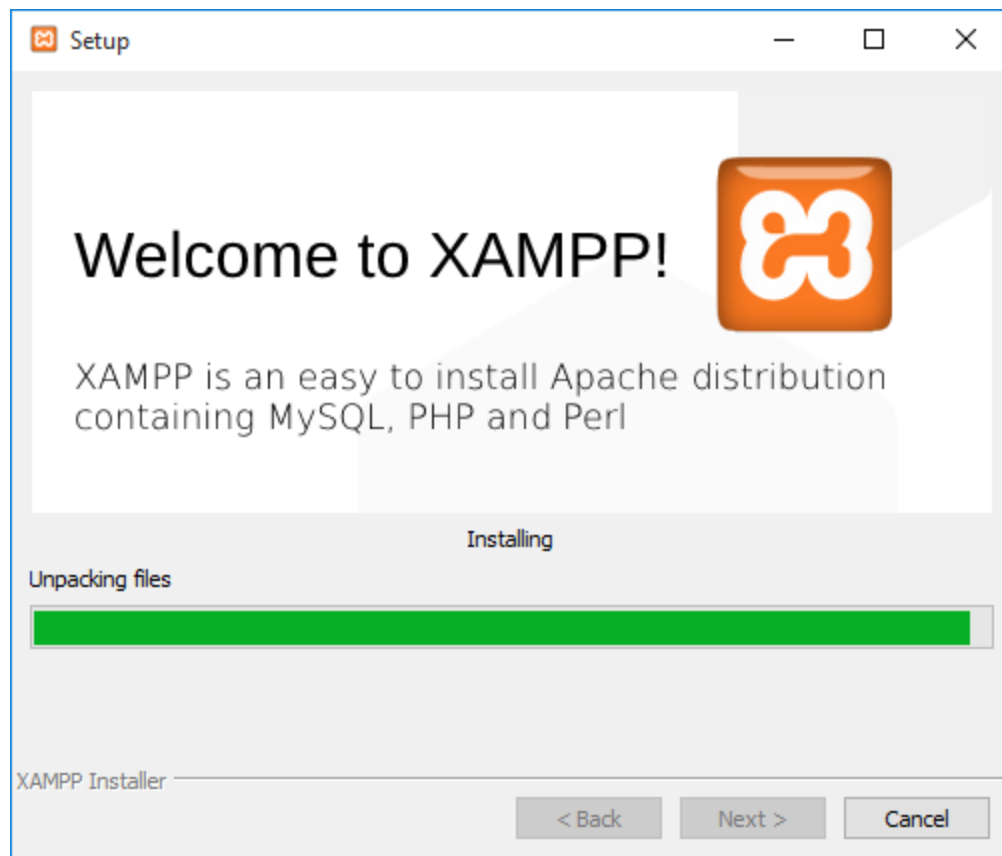 Setup
Welcome to XAMPP!
XAMPP is an easy to install Apache distribution
containing MySQL, PHP and Perl
Installing
Unpacking files
XAMPP Installer
< Back
Next >
Cancel